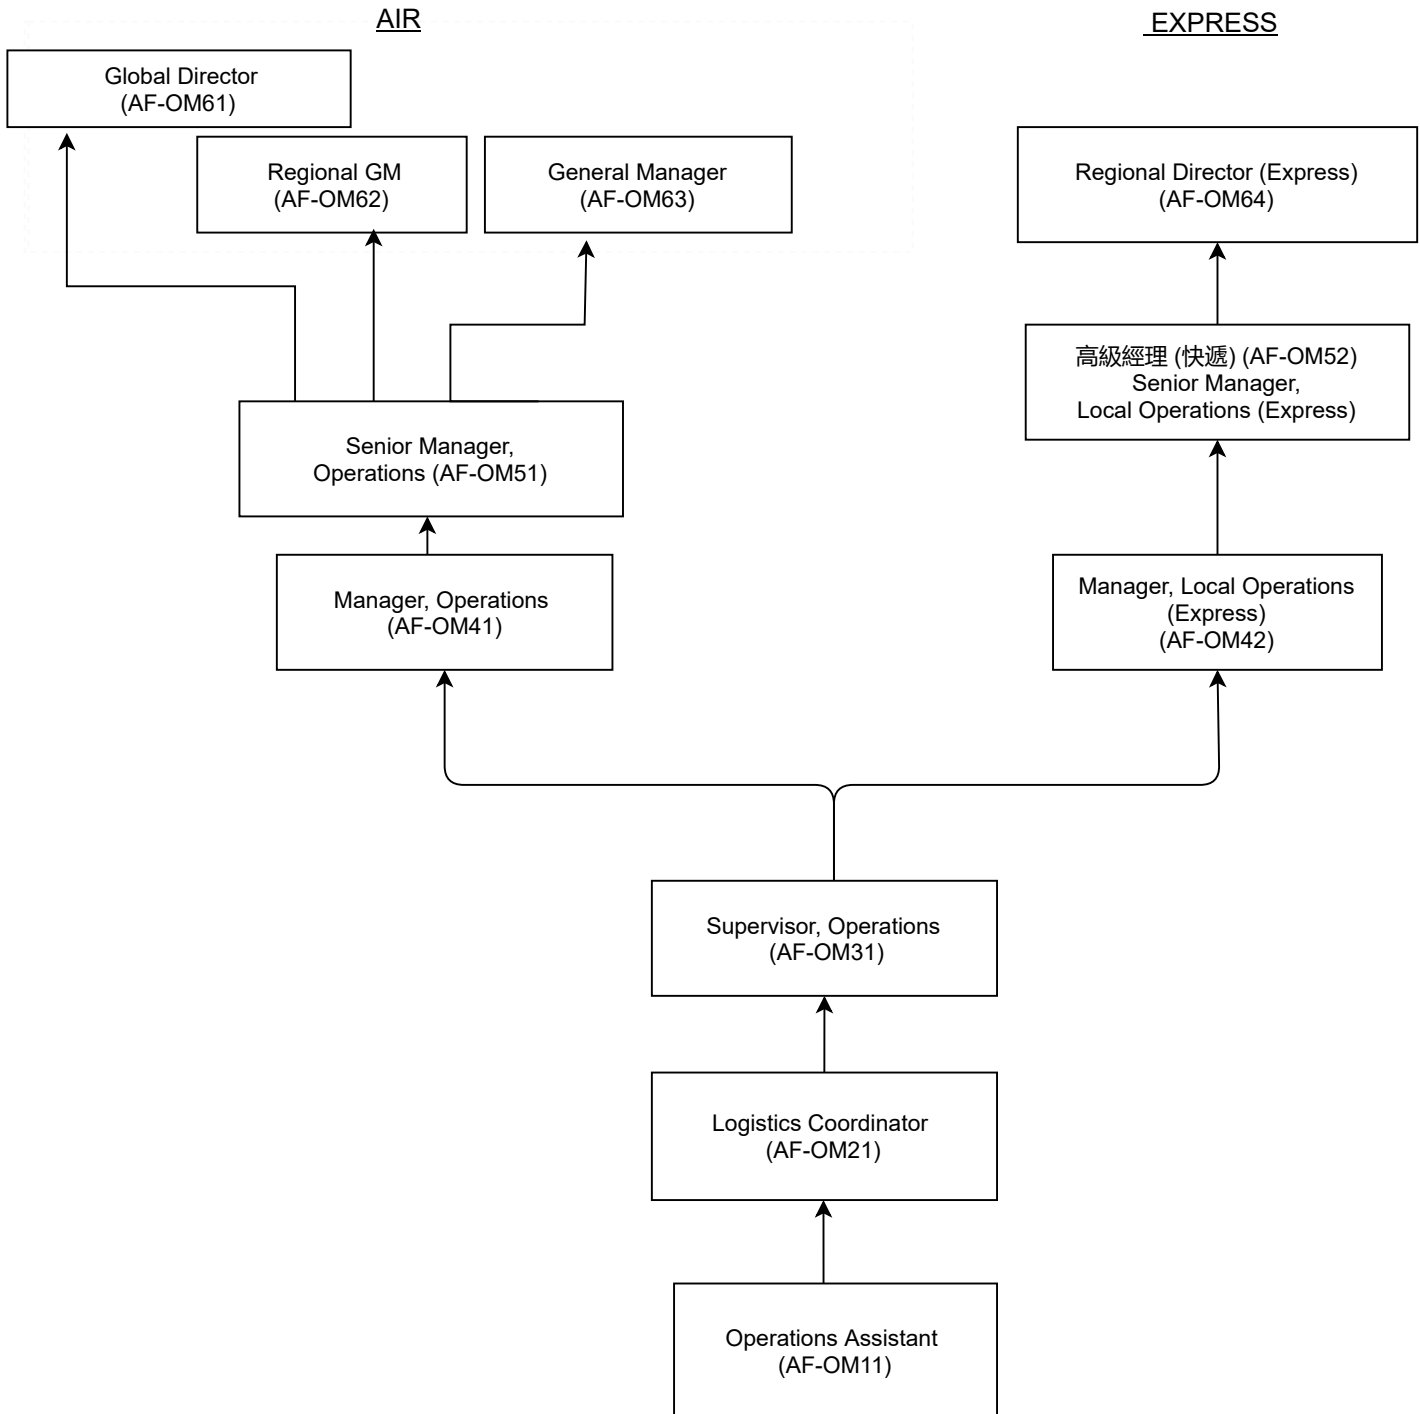 AIR
EXPRESS
Global Director
(AF-OM61)
Regional GM
(AF-OM62)
General Manager
(AF-OM63)
Regional Director (Express)
(AF-OM64)
高級經理 (快遞) (AF-OM52)
Senior Manager,
Local Operations (Express)
Senior Manager,
Operations (AF-OM51)
Manager, Operations
(AF-OM41)
Manager, Local Operations
(Express)
(AF-OM42)
Supervisor, Operations
(AF-OM31)
Logistics Coordinator
(AF-OM21)
Operations Assistant
(AF-OM11)